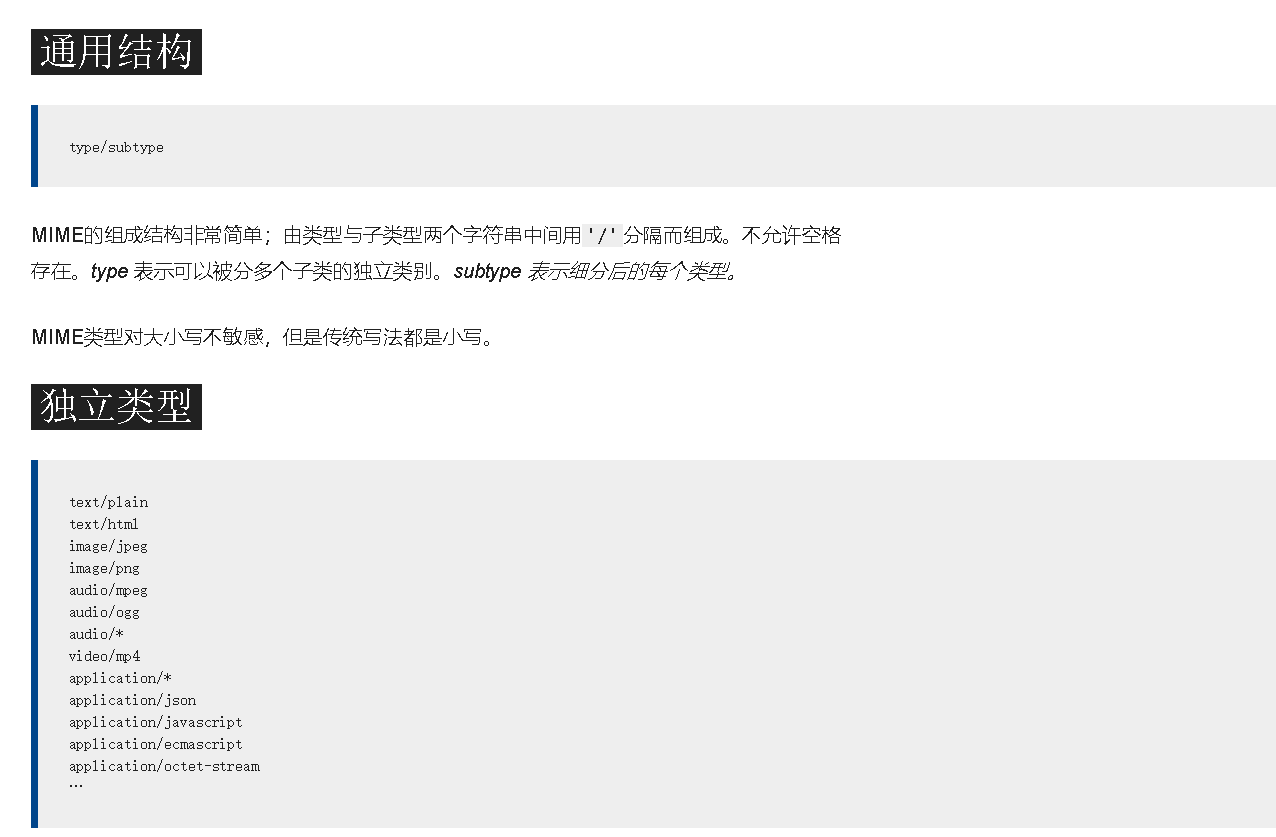 通用结构
type/subtype
MIME的组成结构非常简单；由类型与子类型两个字符串中间用'/'分隔而组成。不允许空格
存在。type 表示可以被分多个子类的独立类别。subtype 表示细分后的每个类型。
MIME类型对大小写不敏感，但是传统写法都是小写。
独立类型
text/plain
text/html
image/jpeg
image/png
audio/mpeg
audio/ogg
audio/*
video/mp4
application/*
application/json
application/javascript
application/ecmascript
application/octet-stream
…